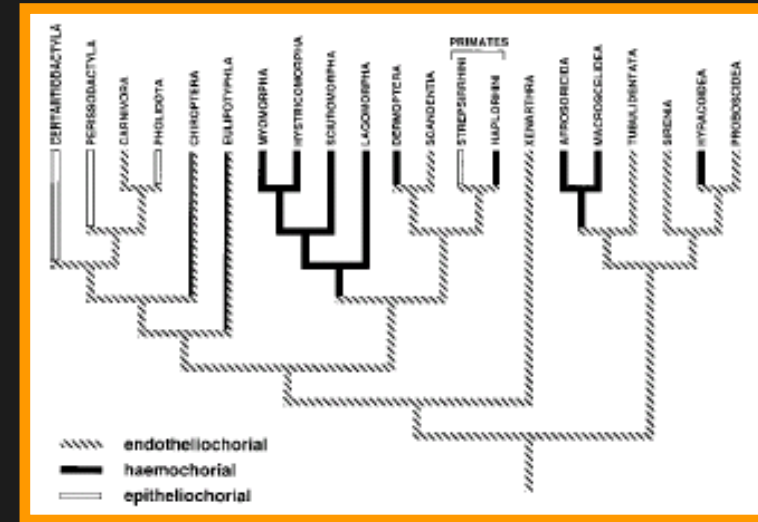 PRIMATES
CERTARTIODACTYLA
PERISSODACTYLA
CARNIVORA
PHOLIDOTA
CHIROPTERA
EULIPOTYPHLA
MYOMORPHA
HYSTRICOMORPHA
SCIUROMORPHA
LAGOMORPHA
DERMOPTERA
SCANDENTIA
STREPSIRRHINI
HAPLORHINI
XENARTHRA
AFROSORICIDA
MACROSCELIDEA
TUBULIDENTATA
SIRENIA
HYRACOIDEA
PROBOSCIDEA
endotheliochorial
haemochorial
epitheliochorial